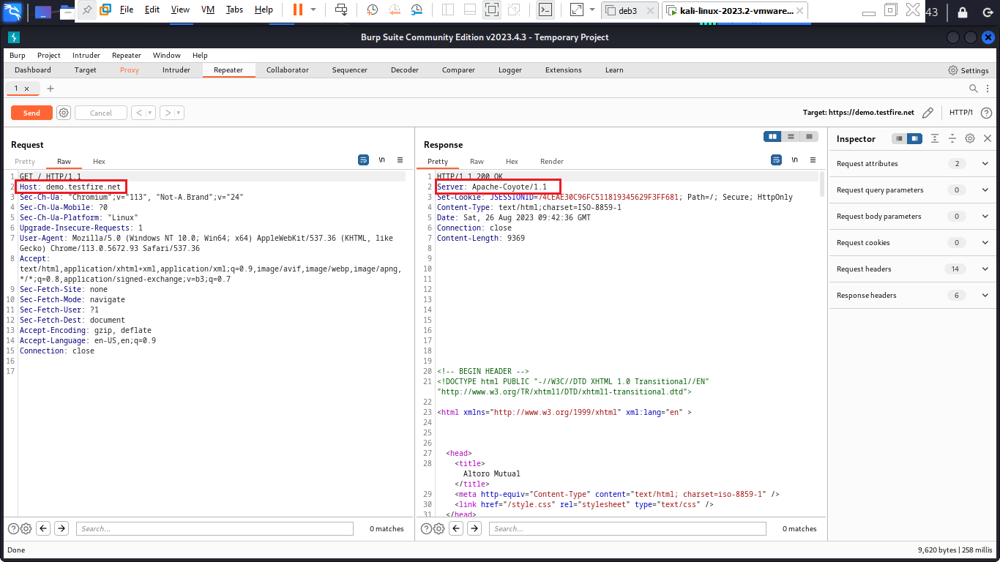 File Edit View VM Tabs Help deb3 kali-linux-2023.2-vmware... 43
Burp Suite Community Edition v2023.4.3 - Temporary Project
Burp Project Intruder Repeater Window Help
Dashboard Target Proxy Intruder Repeater Collaborator Sequencer Decoder Comparer Logger Extensions Learn Settings
1 × +
Send Cancel < > Target: https://demo.testfire.net HTTP/1 ?
Request
Pretty Raw Hex \n
1 GET / HTTP/1.1
2 Host: demo.testfire.net
3 Sec-Ch-Ua: "Chromium";v="113", "Not-A.Brand";v="24"
4 Sec-Ch-Ua-Mobile: ?0
5 Sec-Ch-Ua-Platform: "Linux"
6 Upgrade-Insecure-Requests: 1
7 User-Agent: Mozilla/5.0 (Windows NT 10.0; Win64; x64) AppleWebKit/537.36 (KHTML, like
Gecko) Chrome/113.0.5672.93 Safari/537.36
8 Accept:
text/html,application/xhtml+xml,application/xml;q=0.9,image/avif,image/webp,image/apng,
*/*;q=0.8,application/signed-exchange;v=b3;q=0.7
9 Sec-Fetch-Site: none
10 Sec-Fetch-Mode: navigate
11 Sec-Fetch-User: ?1
12 Sec-Fetch-Dest: document
13 Accept-Encoding: gzip, deflate
14 Accept-Language: en-US,en;q=0.9
15 Connection: close
16
17
Search... 0 matches
Response
Pretty Raw Hex Render \n
1 HTTP/1.1 200 OK
2 Server: Apache-Coyote/1.1
3 Set-Cookie: JSESSIONID=74CEAE30C96FC511819345629F3FF681; Path=/; Secure; HttpOnly
4 Content-Type: text/html;charset=ISO-8859-1
5 Date: Sat, 26 Aug 2023 09:42:36 GMT
6 Connection: close
7 Content-Length: 9369
8
9
10
11
12
13
14
15
16
17
18
19
20 <!-- BEGIN HEADER -->
21 <!DOCTYPE html PUBLIC "-//W3C//DTD XHTML 1.0 Transitional//EN"
"http://www.w3.org/TR/xhtml1/DTD/xhtml1-transitional.dtd">
22
23 <html xmlns="http://www.w3.org/1999/xhtml" xml:lang="en" >
24
25
26
27 <head>
28 <title>
Altoro Mutual
</title>
29 <meta http-equiv="Content-Type" content="text/html; charset=iso-8859-1" />
30 <link href="/style.css" rel="stylesheet" type="text/css" />
31 </head>
Search... 0 matches
Inspector
Request attributes 2
Request query parameters 0
Request body parameters 0
Request cookies 0
Request headers 14
Response headers 6
Done 9,620 bytes | 258 millis